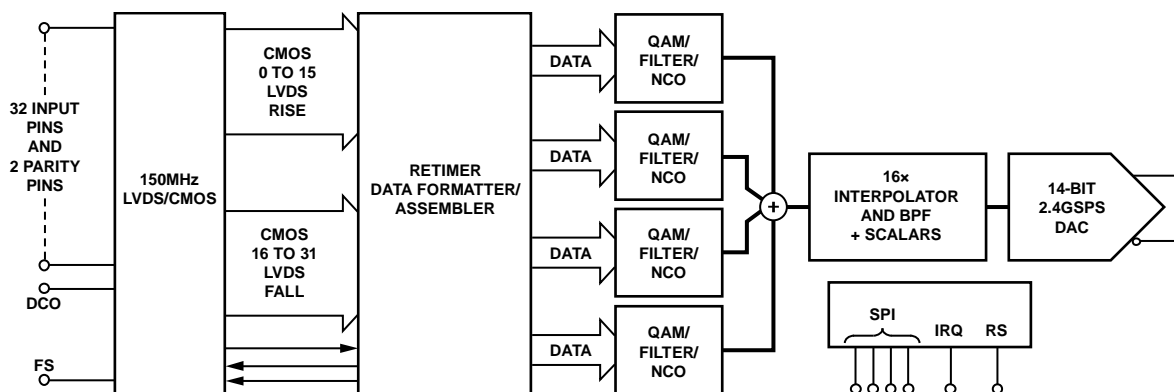 32 INPUT
PINS
AND
2 PARITY
PINS
DCO
FS
150MHz
LVDS/CMOS
CMOS
0 TO 15
LVDS
RISE
CMOS
16 TO 31
LVDS
FALL
RETIMER
DATA FORMATTER/
ASSEMBLER
DATA
DATA
DATA
DATA
QAM/
FILTER/
NCO
QAM/
FILTER/
NCO
QAM/
FILTER/
NCO
QAM/
FILTER/
NCO
+
16×
INTERPOLATOR
AND BPF
+ SCALARS
14-BIT
2.4GSPS
DAC
SPI
IRQ
RS